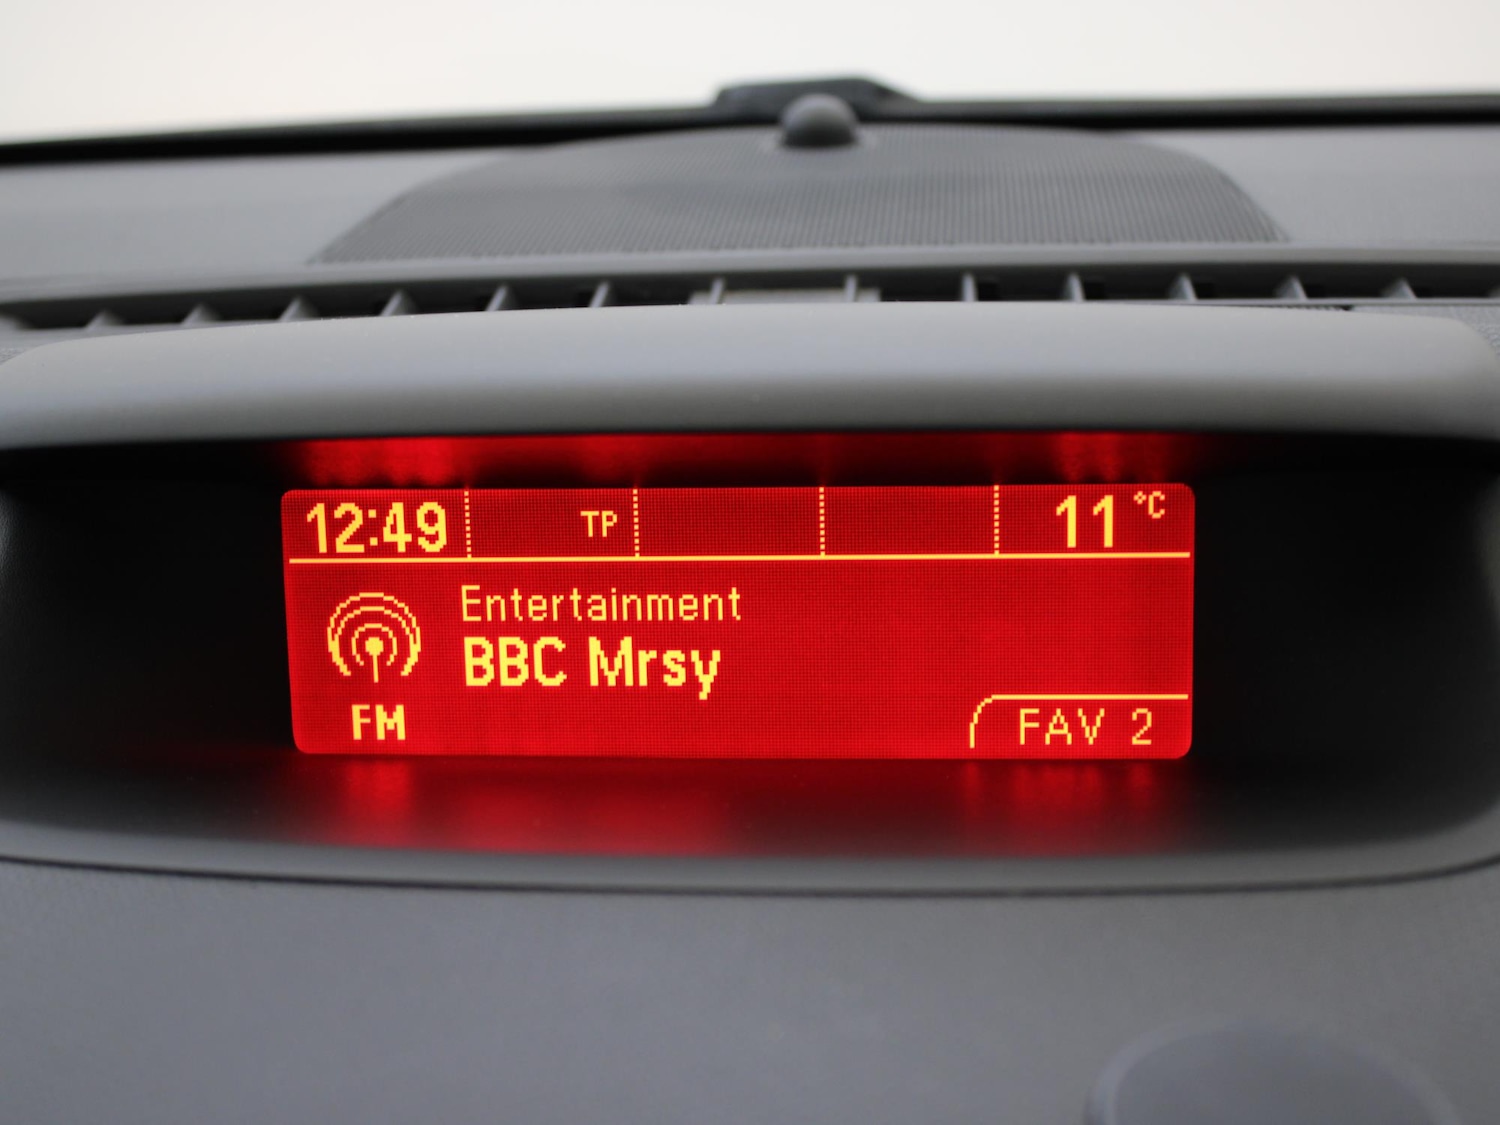 12:49 TP 11 °C
Entertainment
BBC Mrsy
FM
FAV 2